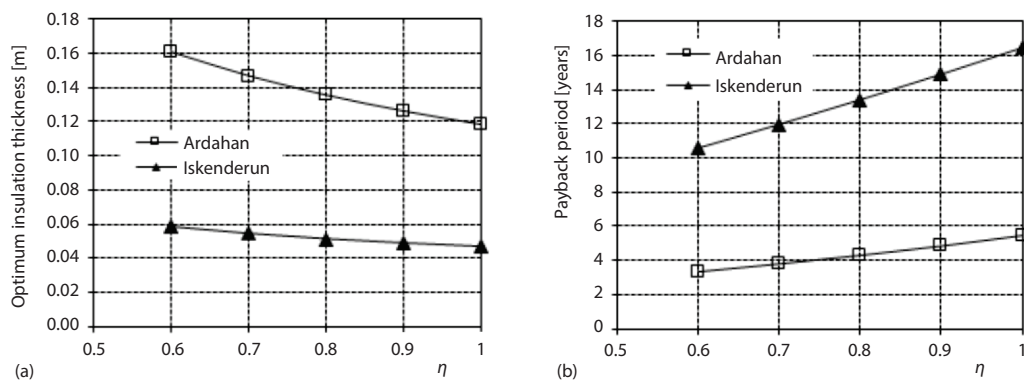 Optimum insulation thickness [m]
0.18
0.16
0.14
0.12
0.10
0.08
0.06
0.04
0.02
0.00
Ardahan
Iskenderun
0.5 0.6 0.7 0.8 0.9 1
η
(a)
Payback period [years]
18
16
14
12
10
8
6
4
2
0
Ardahan
Iskenderun
0.5 0.6 0.7 0.8 0.9 1
η
(b)